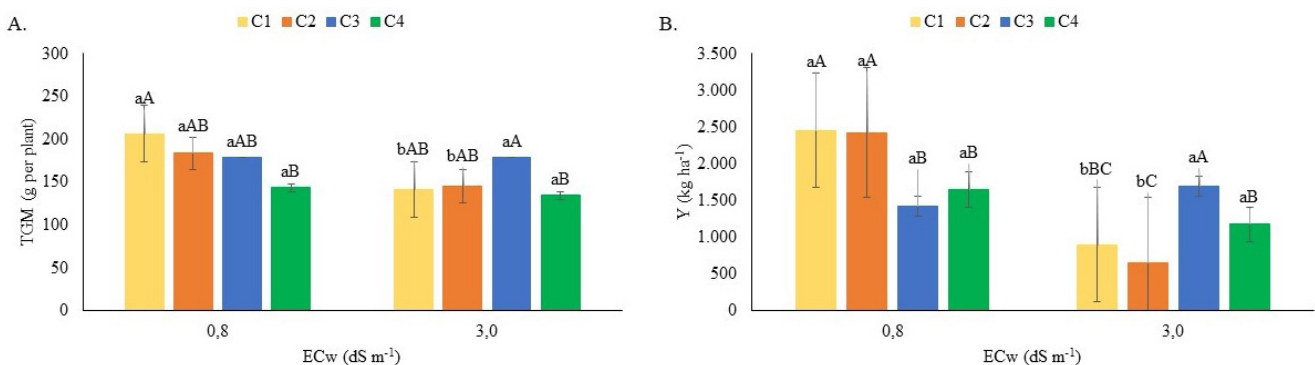 A.
C1 C2 C3 C4
300
250
200
150
100
50
0
TGM (g per plant)
aA
aAB
aAB
aB
bAB
bAB
aA
aB
0,8
3,0
ECw (dS m⁻¹)
B.
C1 C2 C3 C4
3.500
3.000
2.500
2.000
1.500
1.000
500
0
Y (kg ha⁻¹)
aA
aA
aB
aB
bBC
bC
aA
aB
0,8
3,0
ECw (dS m⁻¹)